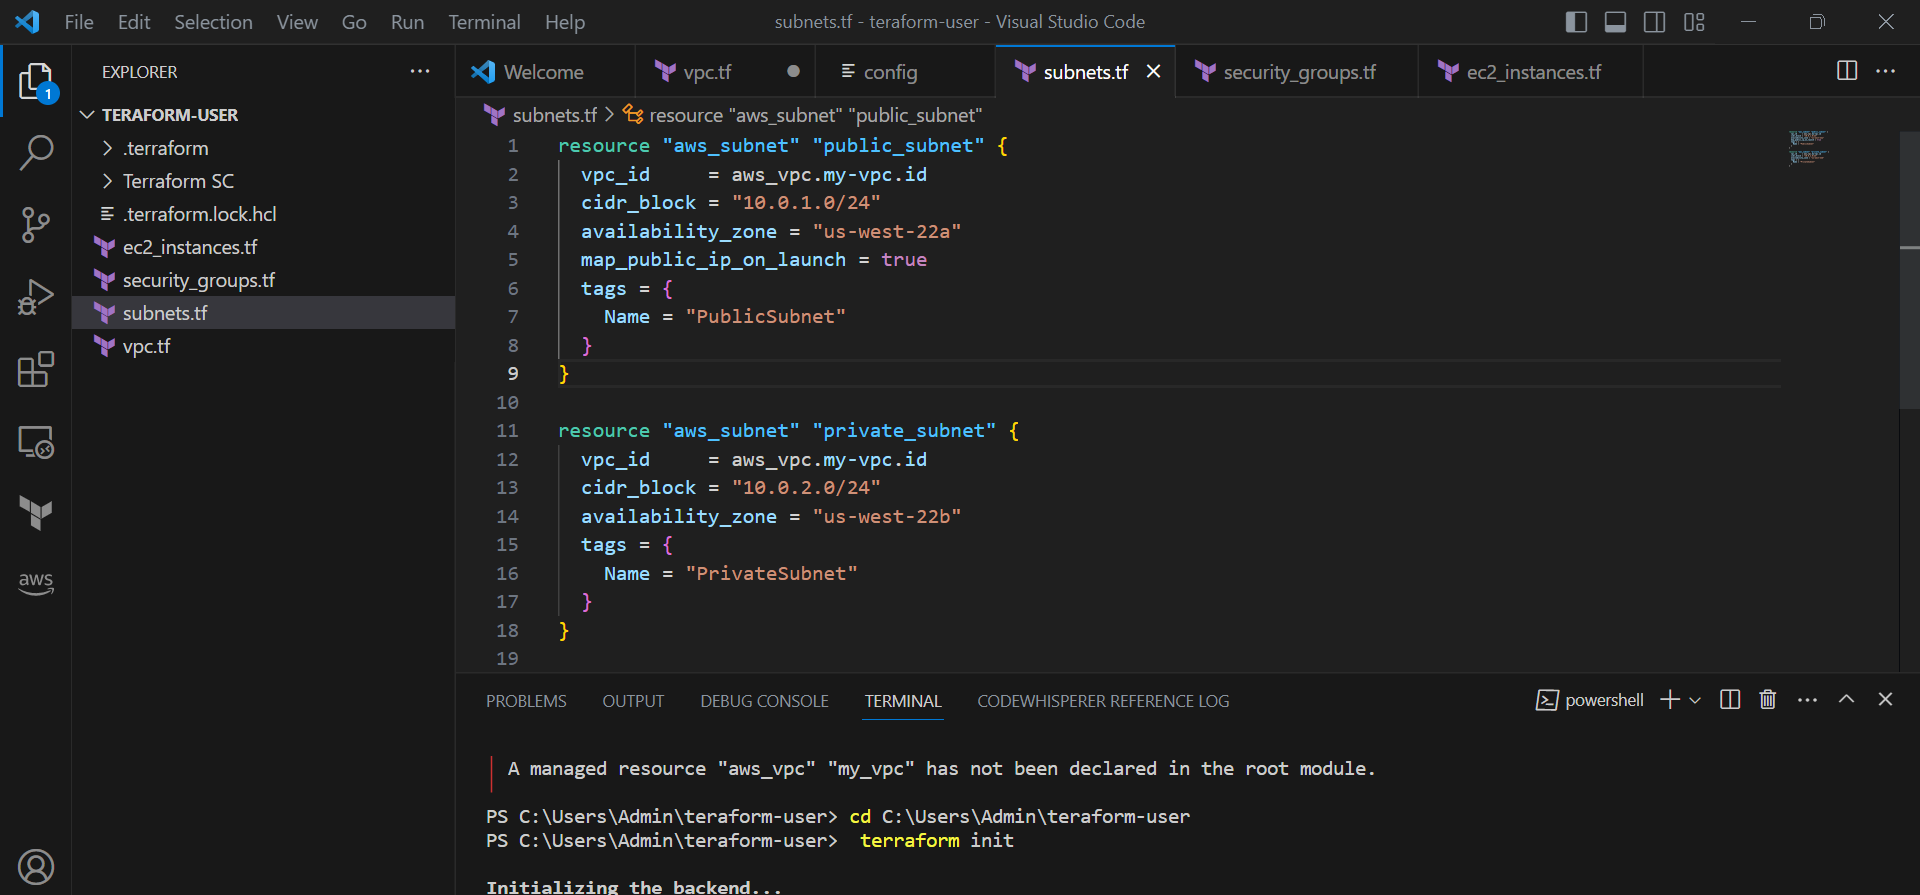 File Edit Selection View Go Run Terminal Help
subnets.tf - teraform-user - Visual Studio Code
EXPLORER
1
TERAFORM-USER
.terraform
Terraform SC
.terraform.lock.hcl
ec2_instances.tf
security_groups.tf
subnets.tf
vpc.tf
aws
Welcome vpc.tf config subnets.tf security_groups.tf ec2_instances.tf
subnets.tf > resource "aws_subnet" "public_subnet"
1 resource "aws_subnet" "public_subnet" {
2 vpc_id     = aws_vpc.my-vpc.id
3 cidr_block = "10.0.1.0/24"
4 availability_zone = "us-west-22a"
5 map_public_ip_on_launch = true
6 tags = {
7 Name = "PublicSubnet"
8 }
9 }
10
11 resource "aws_subnet" "private_subnet" {
12 vpc_id     = aws_vpc.my-vpc.id
13 cidr_block = "10.0.2.0/24"
14 availability_zone = "us-west-22b"
15 tags = {
16 Name = "PrivateSubnet"
17 }
18 }
19
PROBLEMS OUTPUT DEBUG CONSOLE TERMINAL CODEWHISPERER REFERENCE LOG
powershell
A managed resource "aws_vpc" "my_vpc" has not been declared in the root module.
PS C:\Users\Admin\teraform-user> cd C:\Users\Admin\teraform-user
PS C:\Users\Admin\teraform-user>  terraform init
Initializing the backend...